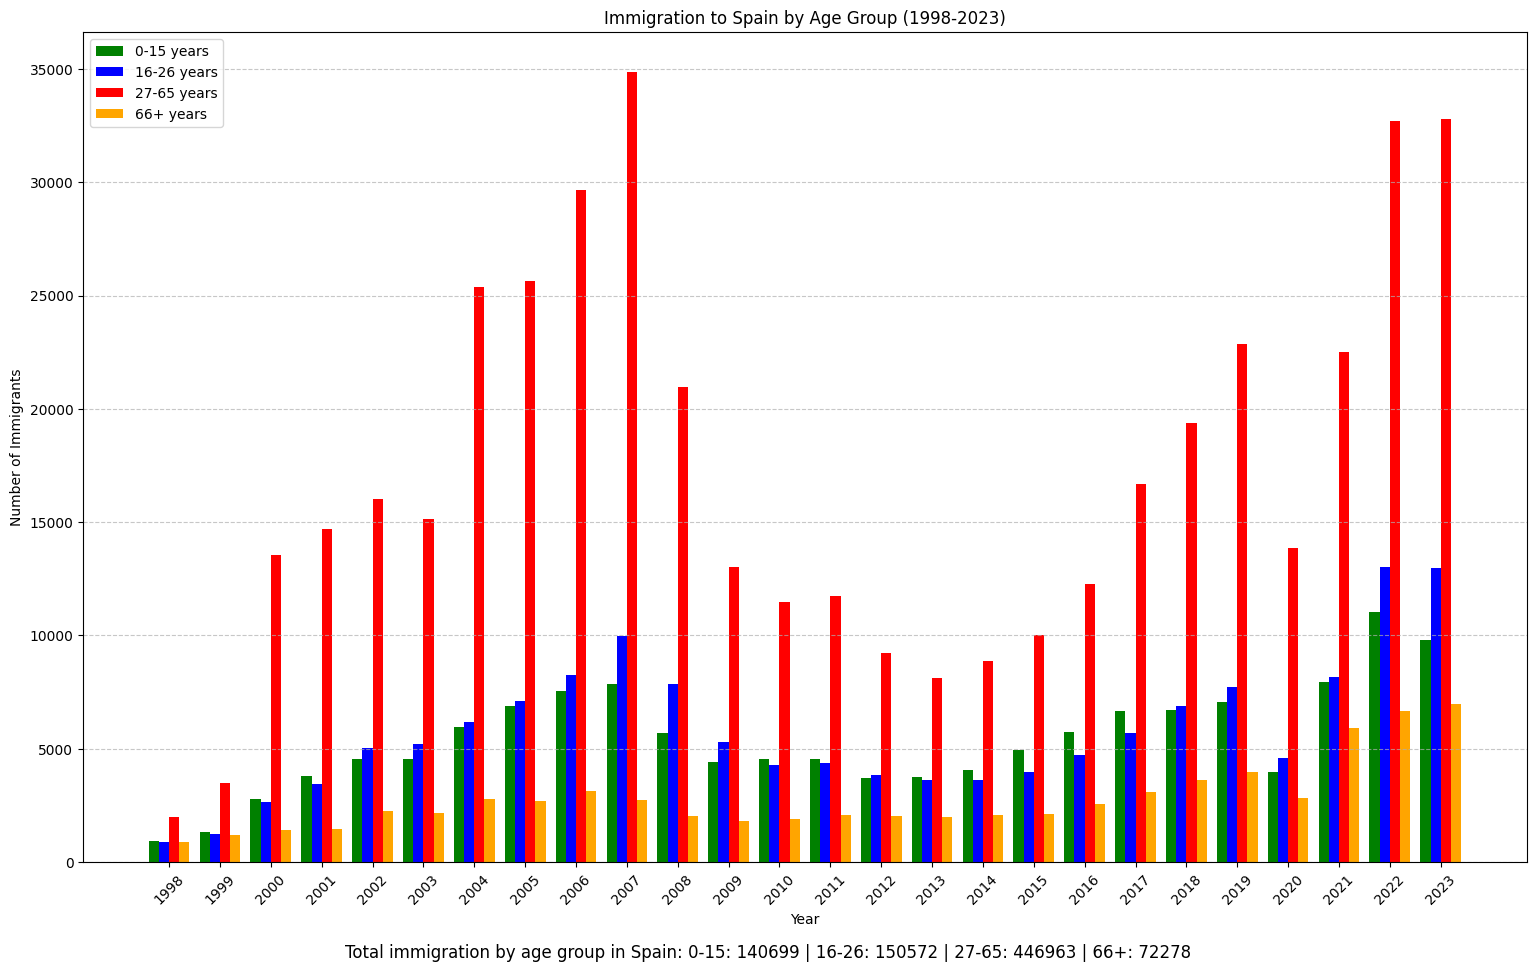 Immigration to Spain by Age Group (1998-2023)
0-15 years
16-26 years
27-65 years
66+ years
Number of Immigrants
35000
30000
25000
20000
15000
10000
5000
0
1998 1999 2000 2001 2002 2003 2004 2005 2006 2007 2008 2009 2010 2011 2012 2013 2014 2015 2016 2017 2018 2019 2020 2021 2022 2023
Year
Total immigration by age group in Spain: 0-15: 140699 | 16-26: 150572 | 27-65: 446963 | 66+: 72278